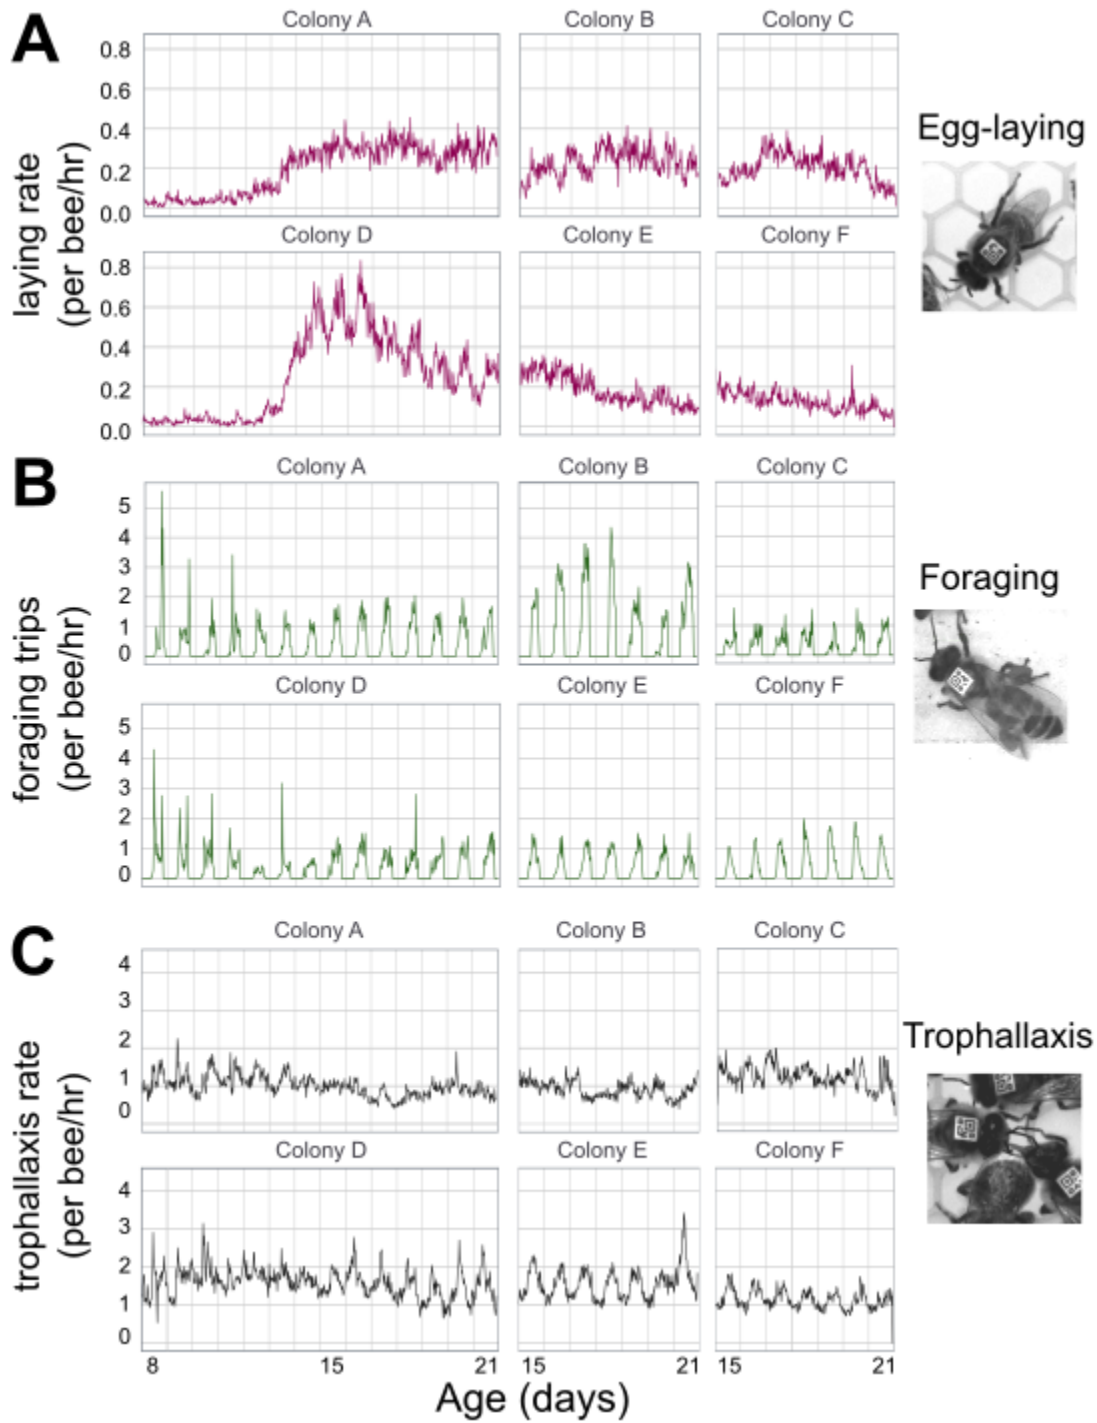 A
Colony A
Colony B
Colony C
0.8
0.6
0.4
0.2
0.0
Colony D
Colony E
Colony F
0.8
0.6
0.4
0.2
0.0
laying rate
(per bee/hr)
Egg-laying
B
Colony A
Colony B
Colony C
5
4
3
2
1
0
Colony D
Colony E
Colony F
5
4
3
2
1
0
foraging trips
(per bee/hr)
Foraging
C
Colony A
Colony B
Colony C
4
3
2
1
0
Colony D
Colony E
Colony F
4
3
2
1
0
trophallaxis rate
(per bee/hr)
Trophallaxis
8
15
21
15
21
15
21
Age (days)